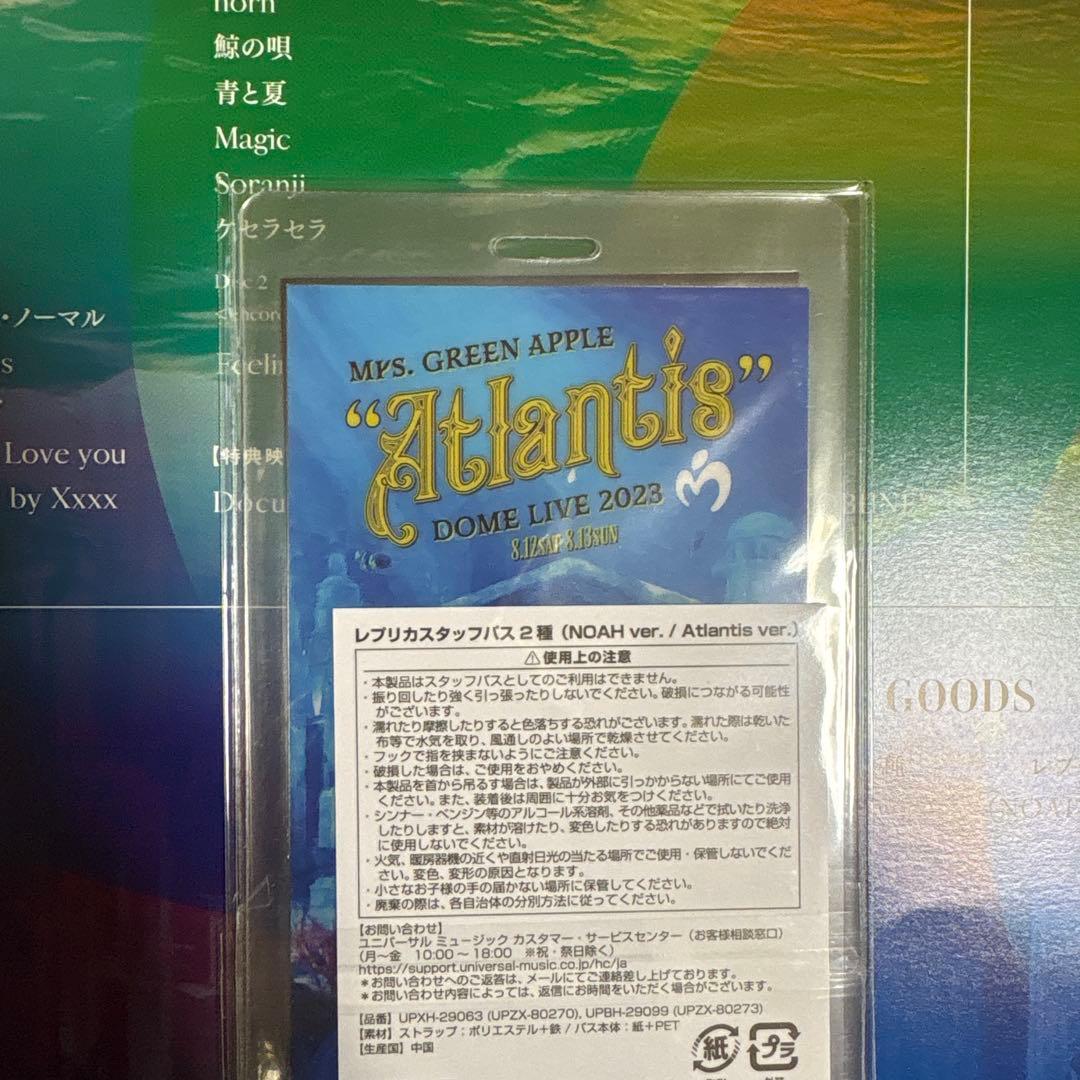 horn
鯨の唄
青と夏
Magic
Soranji
ケセラセラ
Disc 2
・ノーマル
s
Love you
by Xxxx
【特典映
Docu
Mrs. GREEN APPLE
“Atlantis”
DOME LIVE 2023
8.12SAT 8.13SUN
GOODS
レプリカスタッフパス2種（NOAH ver. / Atlantis ver.）
⚠使用上の注意
・本製品はスタッフパスとしてのご利用はできません。
・振り回したり強く引っ張ったりしないでください。破損につながる可能性
がございます。
・濡れたり摩擦したりすると色落ちする恐れがございます。濡れた際は乾いた
布等で水気を取り、風通しのよい場所で乾燥させてください。
・フックで指を挟まないようにご注意ください。
・破損した場合は、ご使用をおやめください。
・本製品を首から吊るす場合は、製品が外部に引っかからない場所にてご使用
ください。また、装着後は周囲に十分お気をつけください。
・シンナー・ベンジン等のアルコール系溶剤、その他薬品などで拭いたり洗浄
したりしますと、素材が溶けたり、変色したりする恐れがありますので絶対
に使用しないでください。
・火気、暖房器機の近くや直射日光の当たる場所でご使用・保管しないでくだ
さい。変色、変形の原因となります。
・小さなお子様の手の届かない場所に保管してください。
・廃棄の際は、各自治体の分別方法に従ってください。
【お問い合わせ】
ユニバーサル ミュージック カスタマー・サービスセンター（お客様相談窓口）
（月～金　10:00～18:00　※祝・祭日除く）
https://support.universal-music.co.jp/hc/ja
＊お問い合わせへのご返答は、メールにてご連絡差し上げております。
＊お問い合わせ内容によっては、返信にお時間をいただく場合がございます。
【品番】UPXH-29063 (UPZX-80270), UPBH-29099 (UPZX-80273)
【素材】ストラップ：ポリエステル＋鉄 / パス本体：紙＋PET
【生産国】中国
紙
プラ